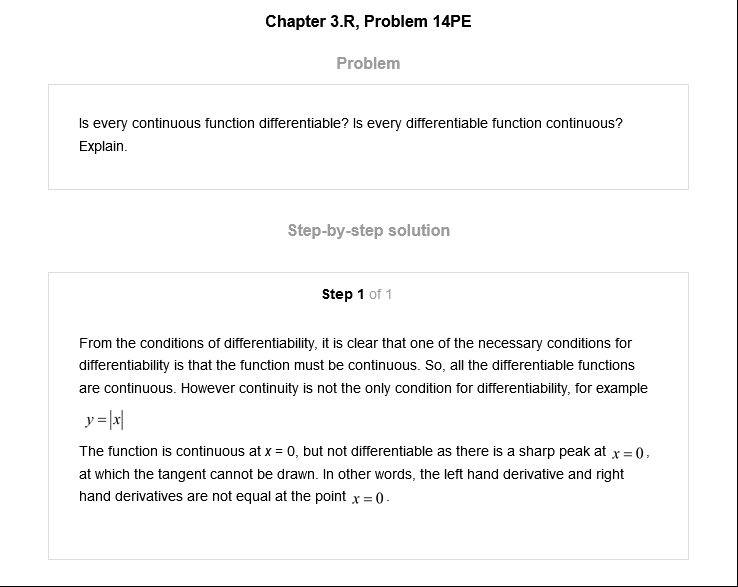 Chapter 3.R, Problem 14PE
Problem
Is every continuous function differentiable? Is every differentiable function continuous?
Explain.
Step-by-step solution
Step 1 of 1
From the conditions of differentiability, it is clear that one of the necessary conditions for
differentiability is that the function must be continuous. So, all the differentiable functions
are continuous. However continuity is not the only condition for differentiability, for example
y = |x|
The function is continuous at x = 0, but not differentiable as there is a sharp peak at x = 0,
at which the tangent cannot be drawn. In other words, the left hand derivative and right
hand derivatives are not equal at the point x = 0.